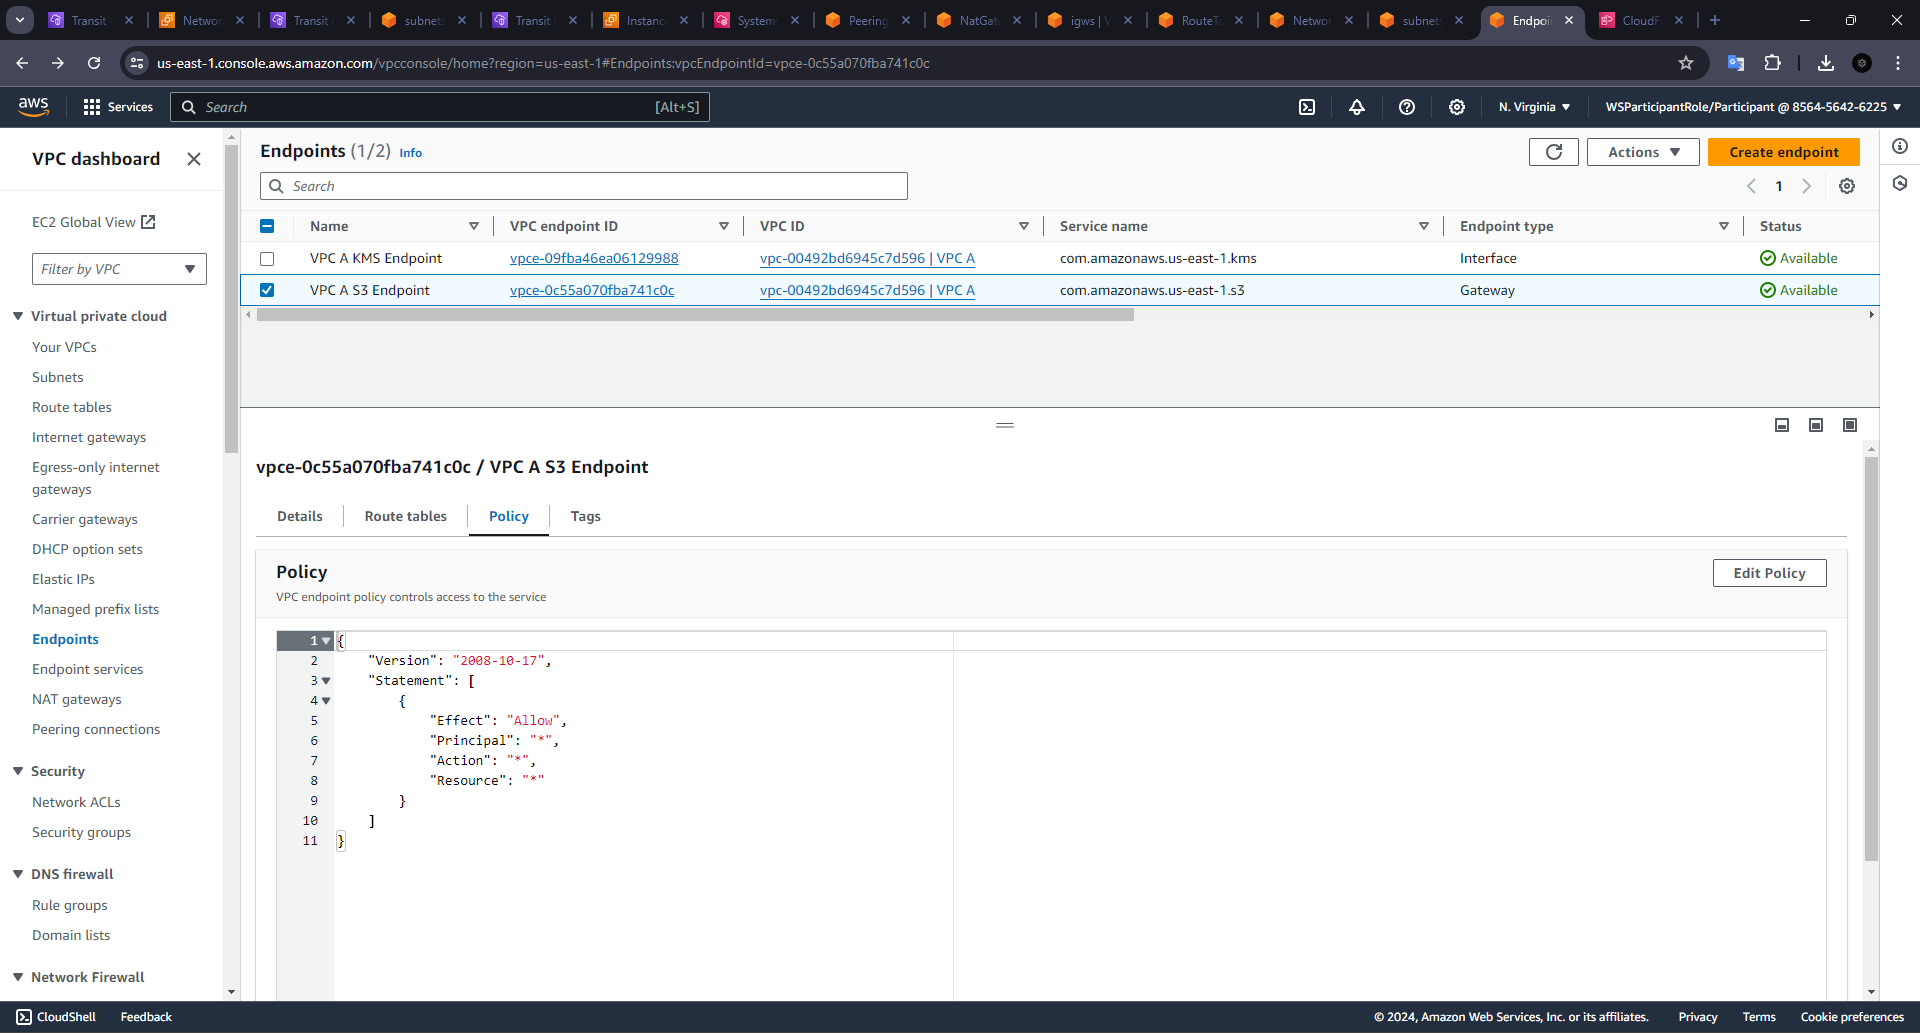 Transit
Networ
Transit
subnet
Transit
Instanc
System
Peering
NatGat
igws | V
RouteTa
Networ
subnet
Endpoi
CloudF
us-east-1.console.aws.amazon.com/vpcconsole/home?region=us-east-1#Endpoints:vpcEndpointId=vpce-0c55a070fba741c0c
aws
Services
Search
[Alt+S]
N. Virginia
WSParticipantRole/Participant @ 8564-5642-6225
VPC dashboard
EC2 Global View
Filter by VPC
Virtual private cloud
Your VPCs
Subnets
Route tables
Internet gateways
Egress-only internet
gateways
Carrier gateways
DHCP option sets
Elastic IPs
Managed prefix lists
Endpoints
Endpoint services
NAT gateways
Peering connections
Security
Network ACLs
Security groups
DNS firewall
Rule groups
Domain lists
Network Firewall
Endpoints (1/2) Info
Actions
Create endpoint
Search
1
Name VPC endpoint ID VPC ID Service name Endpoint type Status
VPC A KMS Endpoint vpce-09fba46ea06129988 vpc-00492bd6945c7d596 | VPC A com.amazonaws.us-east-1.kms Interface Available
VPC A S3 Endpoint vpce-0c55a070fba741c0c vpc-00492bd6945c7d596 | VPC A com.amazonaws.us-east-1.s3 Gateway Available
vpce-0c55a070fba741c0c / VPC A S3 Endpoint
Details Route tables Policy Tags
Policy
VPC endpoint policy controls access to the service
Edit Policy
1 {
2 "Version": "2008-10-17",
3 "Statement": [
4 {
5 "Effect": "Allow",
6 "Principal": "*",
7 "Action": "*",
8 "Resource": "*"
9 }
10 ]
11 }
CloudShell Feedback
© 2024, Amazon Web Services, Inc. or its affiliates. Privacy Terms Cookie preferences